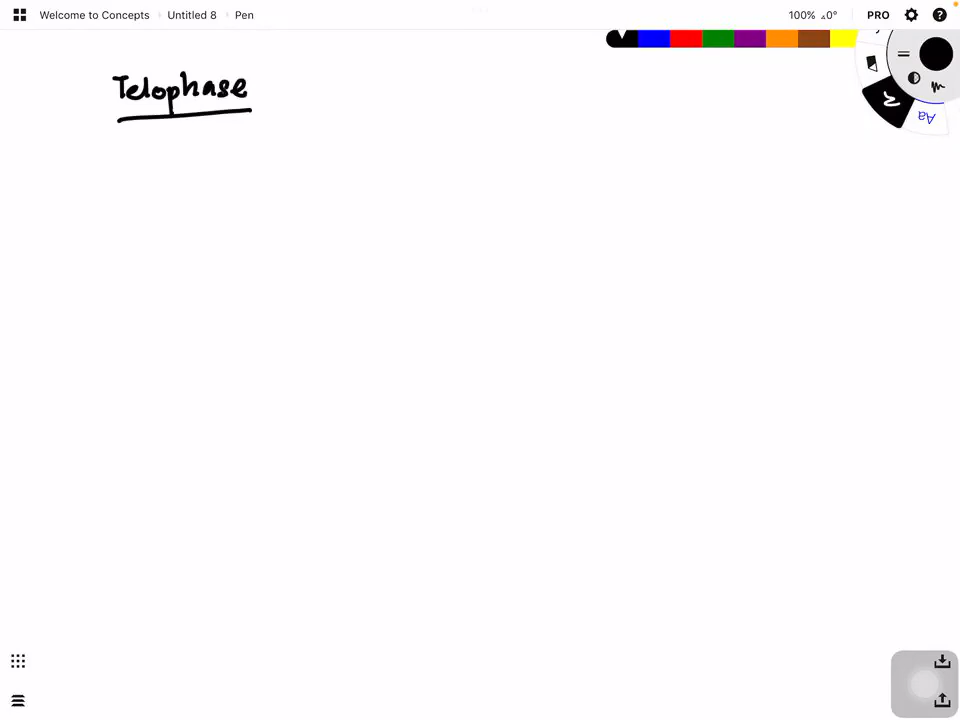 Welcome to Concepts › Untitled 8 › Pen
100% ⊿0° PRO ?
Telophase
Aa